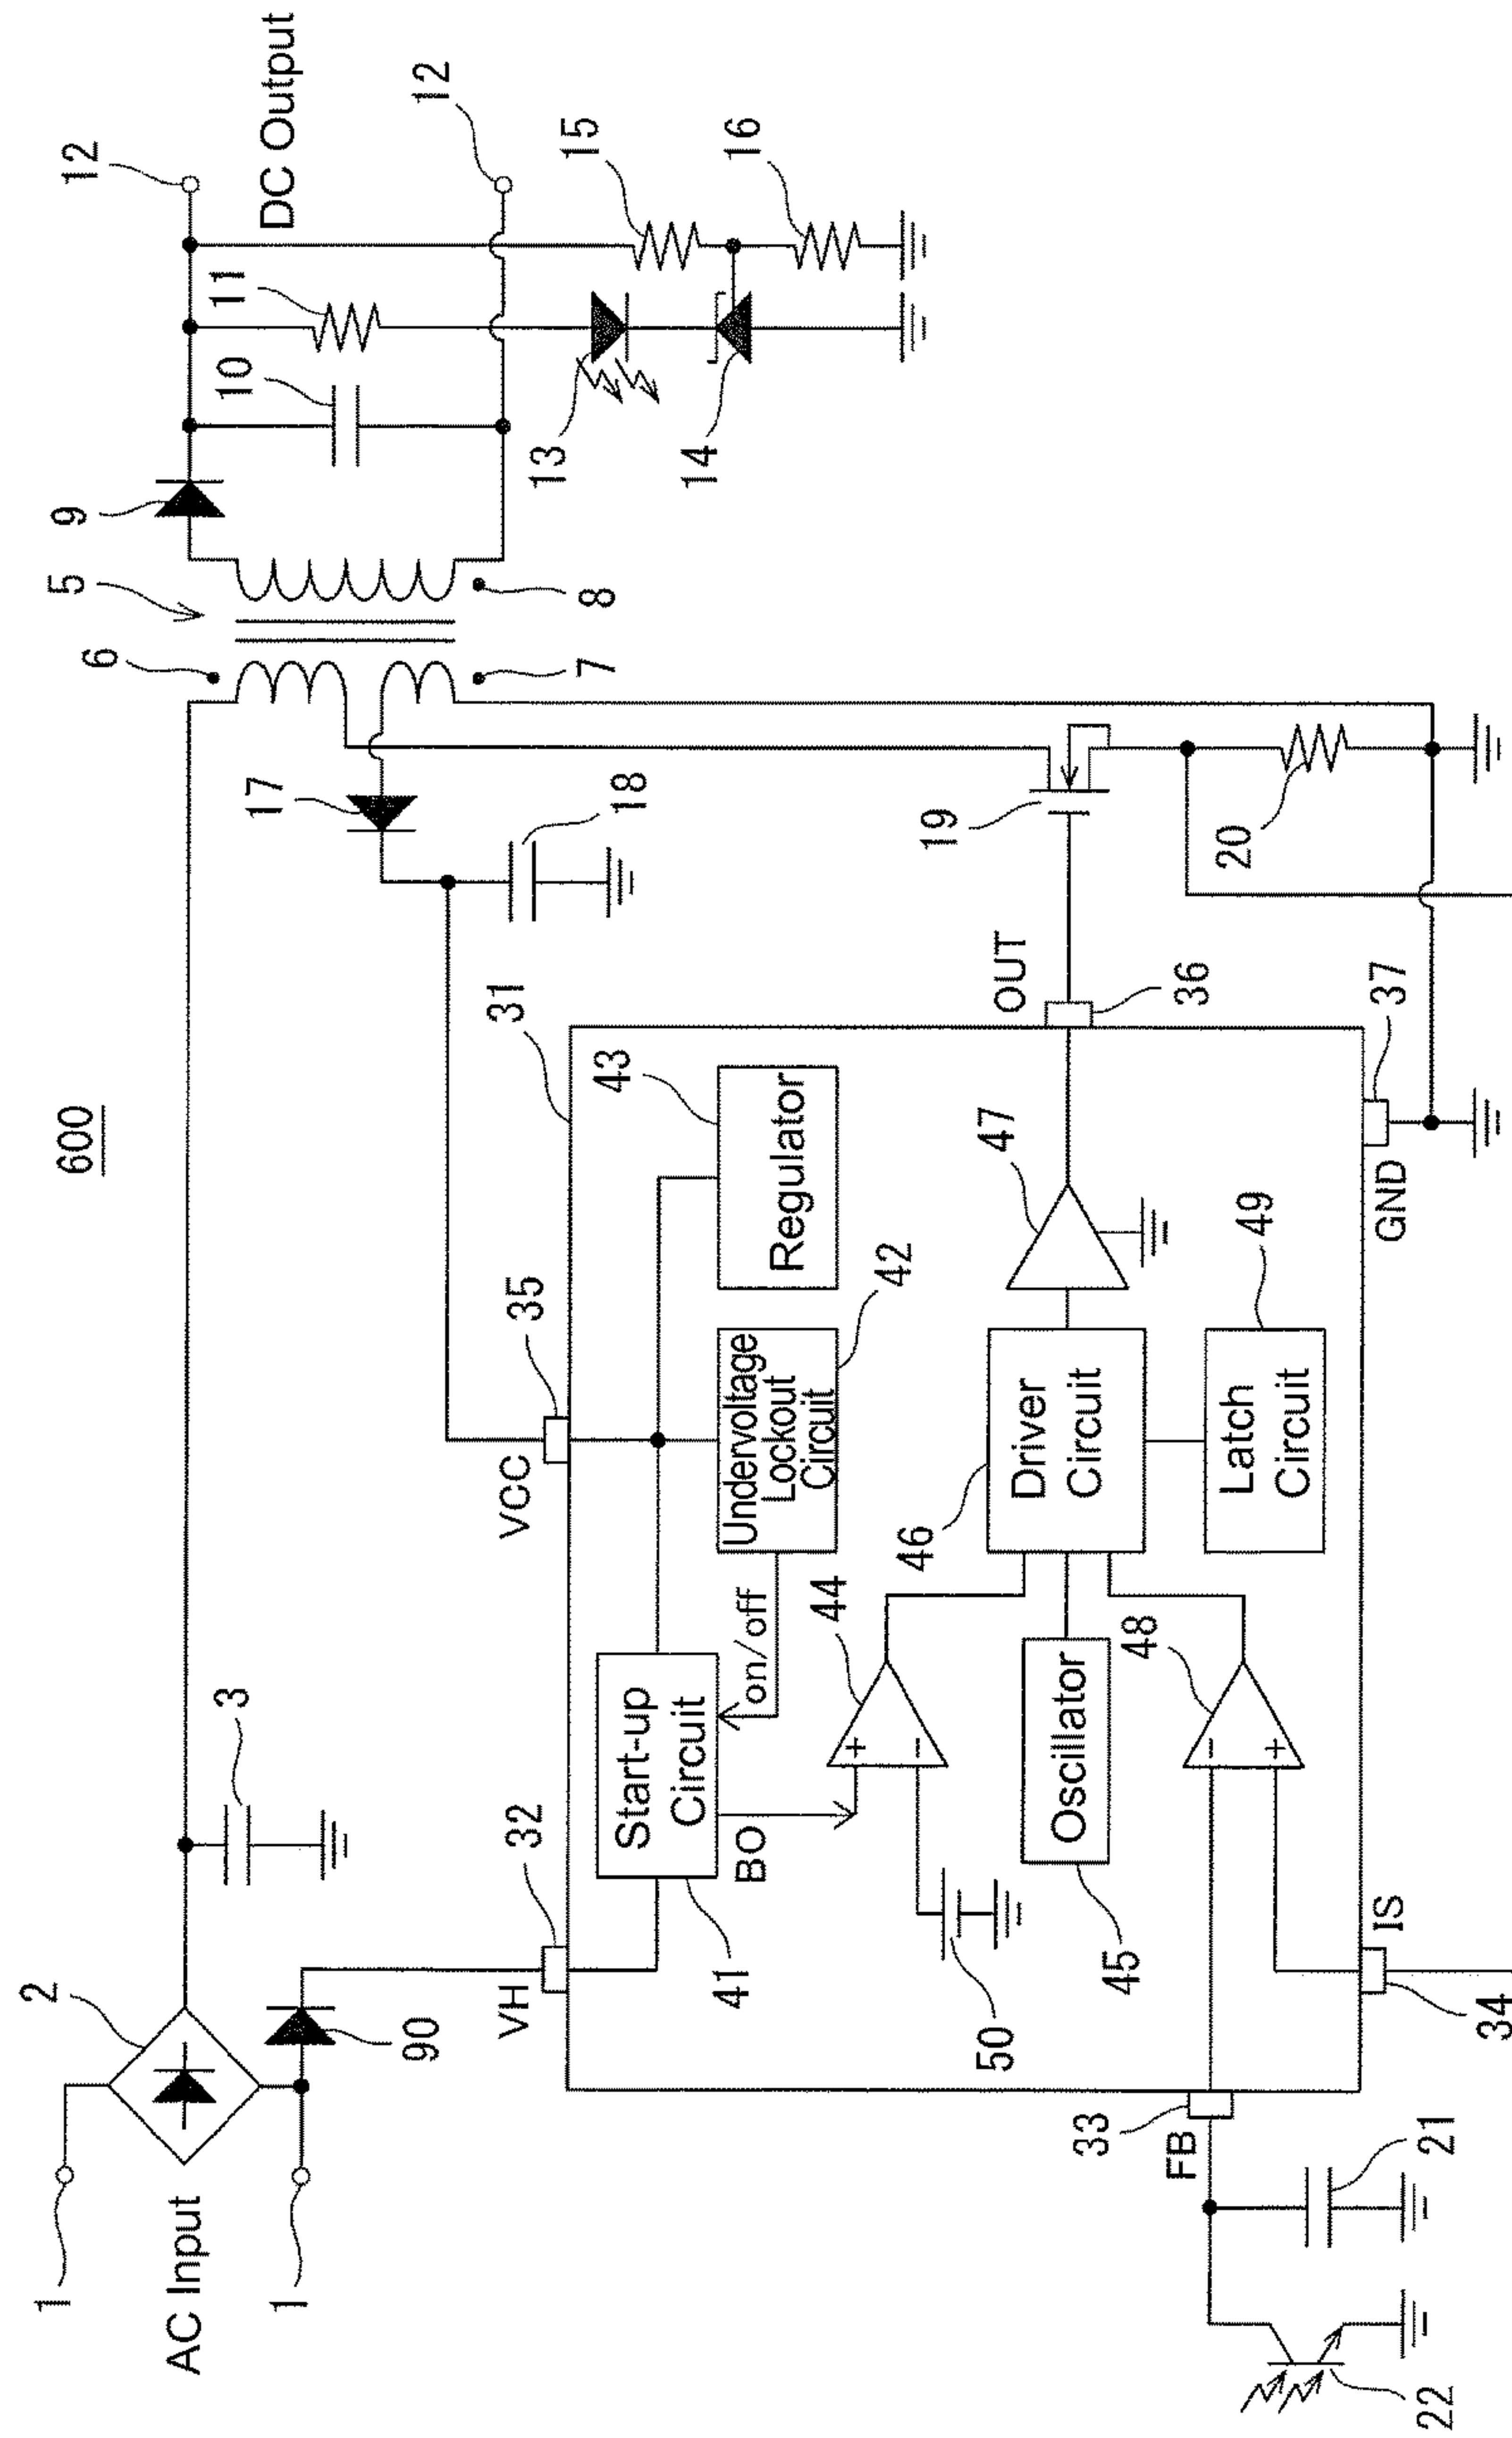 600
1
AC Input
1
2
3
90
VH
32
VCC
35
31
5
6
7
8
9
10
11
12
DC Output
12
13
14
15
16
17
18
19
20
Start-up
Circuit
41
BO
on/off
Undervoltage
Lockout
Circuit
42
Regulator
43
44
50
Oscillator
45
46
Driver
Circuit
47
OUT
36
48
Latch
Circuit
49
33
FB
IS
34
GND
37
21
22